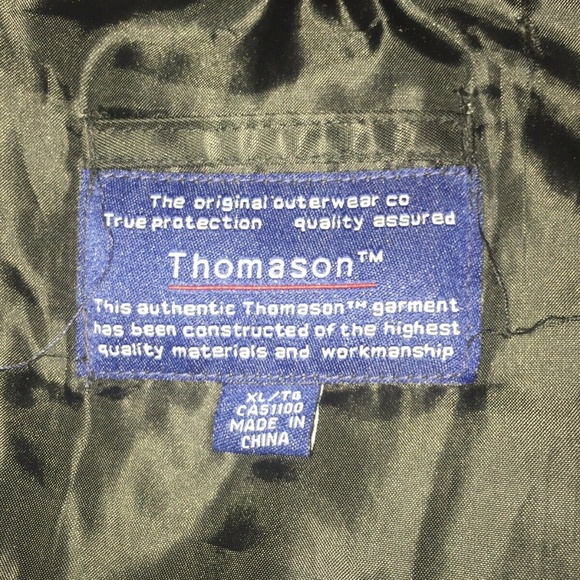 The original outerwear co
True protection quality assured
Thomason™
This authentic Thomason™ garment
has been constructed of the highest
quality materials and workmanship
XL/TG
CA51100
MADE IN
CHINA